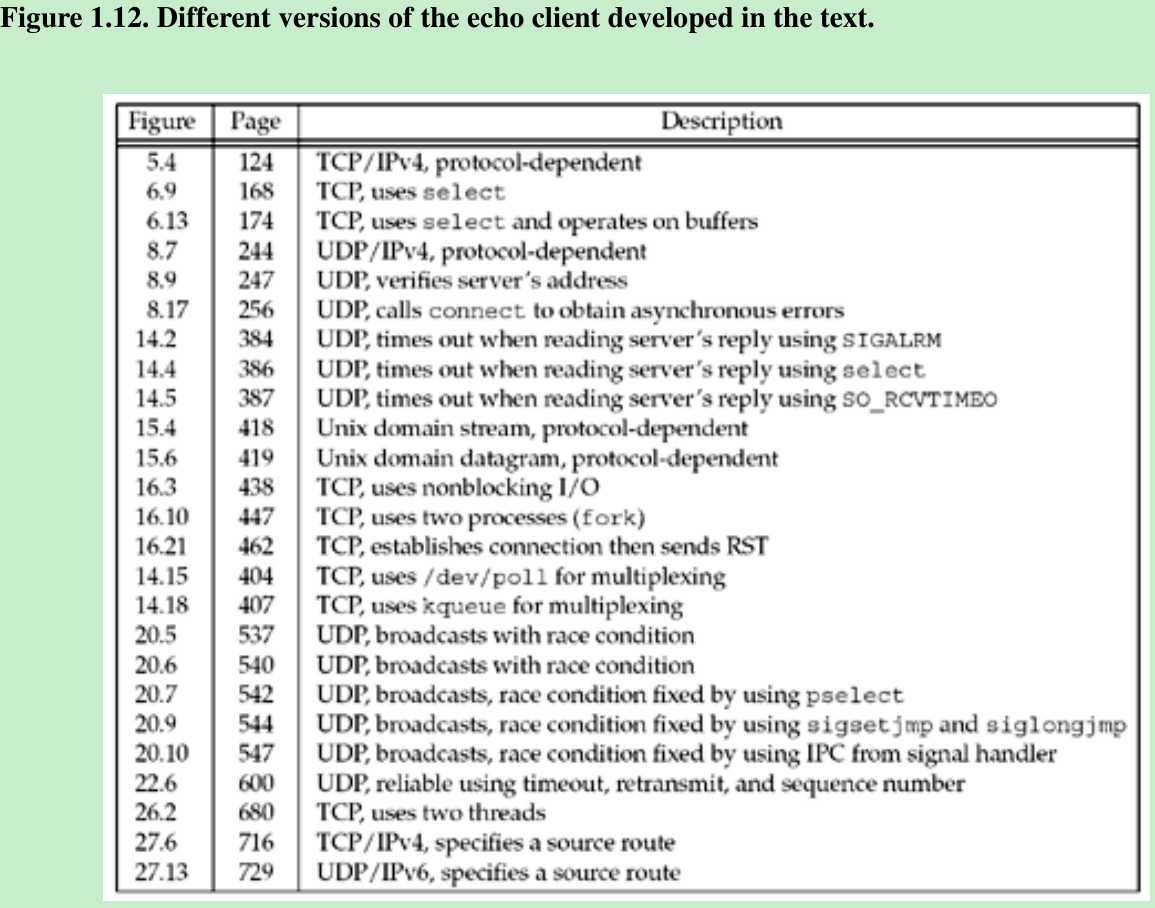 Figure 1.12. Different versions of the echo client developed in the text.
Figure Page Description
5.4 124 TCP/IPv4, protocol-dependent
6.9 168 TCP, uses select
6.13 174 TCP, uses select and operates on buffers
8.7 244 UDP/IPv4, protocol-dependent
8.9 247 UDP, verifies server's address
8.17 256 UDP, calls connect to obtain asynchronous errors
14.2 384 UDP, times out when reading server's reply using SIGALRM
14.4 386 UDP, times out when reading server's reply using select
14.5 387 UDP, times out when reading server's reply using SO_RCVTIMEO
15.4 418 Unix domain stream, protocol-dependent
15.6 419 Unix domain datagram, protocol-dependent
16.3 438 TCP, uses nonblocking I/O
16.10 447 TCP, uses two processes (fork)
16.21 462 TCP, establishes connection then sends RST
14.15 404 TCP, uses /dev/poll for multiplexing
14.18 407 TCP, uses kqueue for multiplexing
20.5 537 UDP, broadcasts with race condition
20.6 540 UDP, broadcasts with race condition
20.7 542 UDP, broadcasts, race condition fixed by using pselect
20.9 544 UDP, broadcasts, race condition fixed by using sigsetjmp and siglongjmp
20.10 547 UDP, broadcasts, race condition fixed by using IPC from signal handler
22.6 600 UDP, reliable using timeout, retransmit, and sequence number
26.2 680 TCP, uses two threads
27.6 716 TCP/IPv4, specifies a source route
27.13 729 UDP/IPv6, specifies a source route